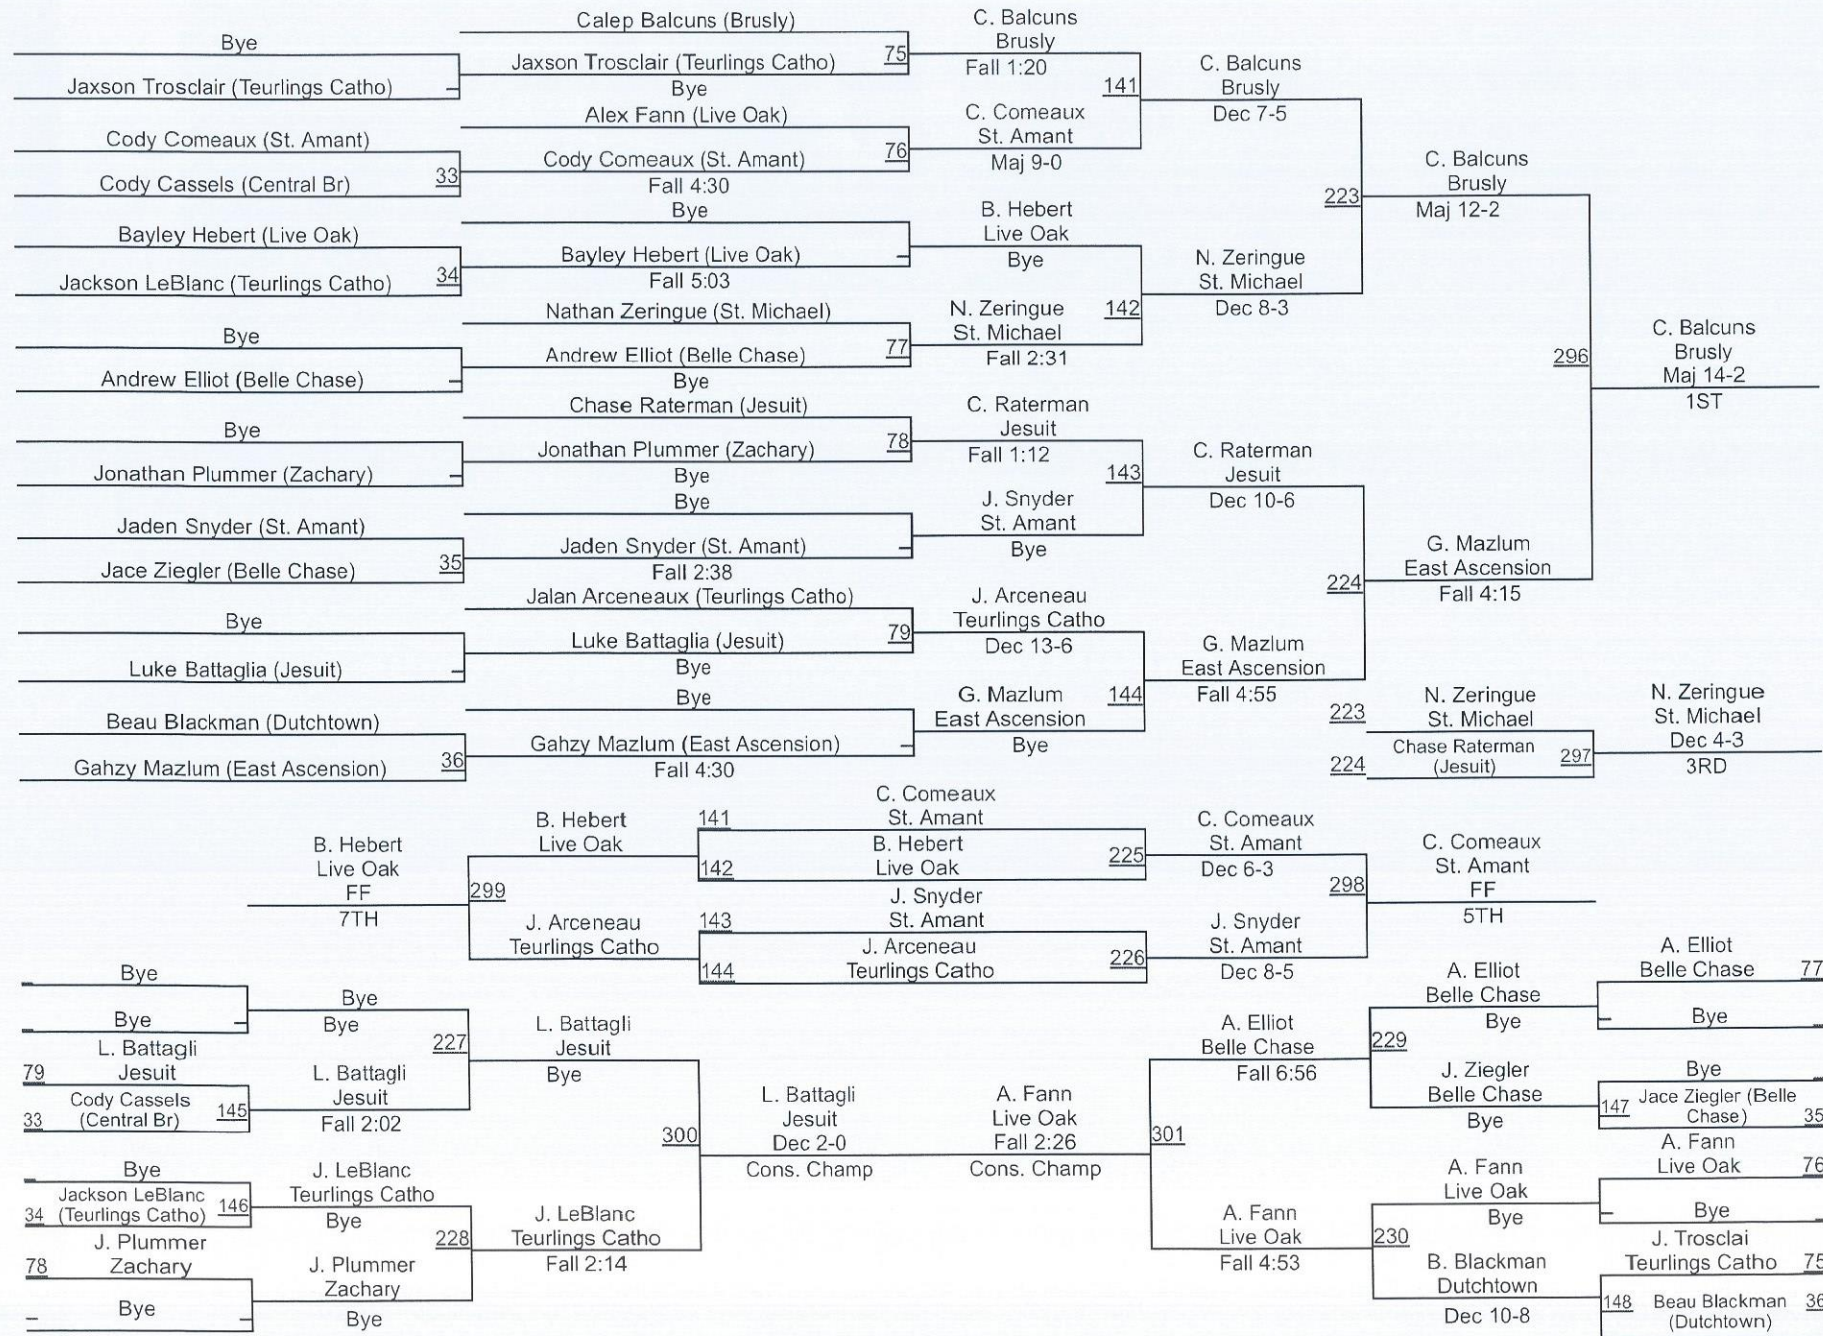 Bye
Jaxson Trosclair (Teurlings Catho)
Cody Comeaux (St. Amant)
Cody Cassels (Central Br)
33
Bayley Hebert (Live Oak)
Jackson LeBlanc (Teurlings Catho)
34
Bye
Andrew Elliot (Belle Chase)
Bye
Jonathan Plummer (Zachary)
Jaden Snyder (St. Amant)
Jace Ziegler (Belle Chase)
35
Bye
Luke Battaglia (Jesuit)
Beau Blackman (Dutchtown)
Gahzy Mazlum (East Ascension)
36
Calep Balcuns (Brusly)
Jaxson Trosclair (Teurlings Catho)
75
Bye
Alex Fann (Live Oak)
Cody Comeaux (St. Amant)
76
Fall 4:30
Bye
Bayley Hebert (Live Oak)
Fall 5:03
Nathan Zeringue (St. Michael)
Andrew Elliot (Belle Chase)
77
Bye
Chase Raterman (Jesuit)
Jonathan Plummer (Zachary)
78
Bye
Bye
Jaden Snyder (St. Amant)
Fall 2:38
Jalan Arceneaux (Teurlings Catho)
Luke Battaglia (Jesuit)
79
Bye
Bye
Gahzy Mazlum (East Ascension)
Fall 4:30
C. Balcuns
Brusly
Fall 1:20
141
C. Comeaux
St. Amant
Maj 9-0
B. Hebert
Live Oak
Bye
142
N. Zeringue
St. Michael
Fall 2:31
C. Raterman
Jesuit
Fall 1:12
143
J. Snyder
St. Amant
Bye
J. Arceneau
Teurlings Catho
Dec 13-6
144
G. Mazlum
East Ascension
Bye
C. Balcuns
Brusly
Dec 7-5
223
N. Zeringue
St. Michael
Dec 8-3
C. Raterman
Jesuit
Dec 10-6
224
G. Mazlum
East Ascension
Fall 4:55
C. Balcuns
Brusly
Maj 12-2
296
G. Mazlum
East Ascension
Fall 4:15
C. Balcuns
Brusly
Maj 14-2
1ST
223
N. Zeringue
St. Michael
224
Chase Raterman
(Jesuit)
297
N. Zeringue
St. Michael
Dec 4-3
3RD
B. Hebert
Live Oak
FF
7TH
299
B. Hebert
Live Oak
J. Arceneau
Teurlings Catho
141
C. Comeaux
St. Amant
142
B. Hebert
Live Oak
225
143
J. Snyder
St. Amant
144
J. Arceneau
Teurlings Catho
226
C. Comeaux
St. Amant
Dec 6-3
298
J. Snyder
St. Amant
Dec 8-5
C. Comeaux
St. Amant
FF
5TH
Bye
Bye
79
L. Battagli
Jesuit
33
Cody Cassels
(Central Br)
145
Bye
34
Jackson LeBlanc
(Teurlings Catho)
146
78
J. Plummer
Zachary
Bye
Bye
Bye
227
L. Battagli
Jesuit
Fall 2:02
J. LeBlanc
Teurlings Catho
Bye
228
J. Plummer
Zachary
Bye
L. Battagli
Jesuit
Bye
300
J. LeBlanc
Teurlings Catho
Fall 2:14
L. Battagli
Jesuit
Dec 2-0
Cons. Champ
A. Fann
Live Oak
Fall 2:26
Cons. Champ
301
A. Elliot
Belle Chase
Fall 6:56
A. Fann
Live Oak
Fall 4:53
A. Elliot
Belle Chase
Bye
229
J. Ziegler
Belle Chase
Bye
A. Fann
Live Oak
Bye
230
B. Blackman
Dutchtown
Dec 10-8
A. Elliot
Belle Chase
77
Bye
Bye
147
Jace Ziegler (Belle
Chase)
35
A. Fann
Live Oak
76
Bye
J. Trosclai
Teurlings Catho
75
148
Beau Blackman
(Dutchtown)
36